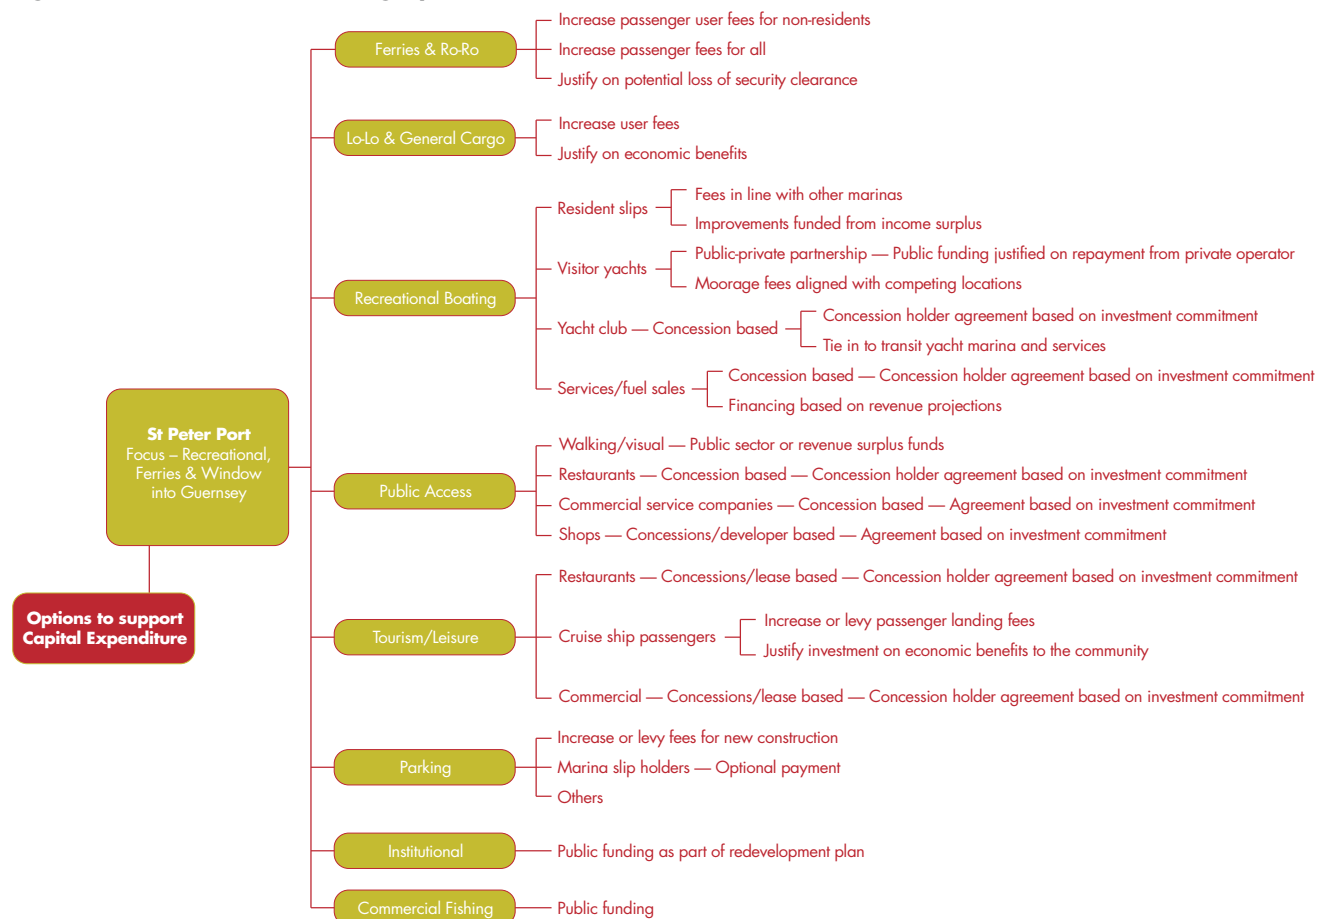 St Peter Port
Focus – Recreational,
Ferries & Window
into Guernsey
Options to support
Capital Expenditure
Ferries & Ro-Ro
Increase passenger user fees for non-residents
Increase passenger fees for all
Justify on potential loss of security clearance
Lo-Lo & General Cargo
Increase user fees
Justify on economic benefits
Recreational Boating
Resident slips
Fees in line with other marinas
Improvements funded from income surplus
Visitor yachts
Public-private partnership — Public funding justified on repayment from private operator
Moorage fees aligned with competing locations
Yacht club — Concession based
Concession holder agreement based on investment commitment
Tie in to transit yacht marina and services
Services/fuel sales
Concession based — Concession holder agreement based on investment commitment
Financing based on revenue projections
Public Access
Walking/visual — Public sector or revenue surplus funds
Restaurants — Concession based — Concession holder agreement based on investment commitment
Commercial service companies — Concession based — Agreement based on investment commitment
Shops — Concessions/developer based — Agreement based on investment commitment
Tourism/Leisure
Restaurants — Concessions/lease based — Concession holder agreement based on investment commitment
Cruise ship passengers
Increase or levy passenger landing fees
Justify investment on economic benefits to the community
Commercial — Concessions/lease based — Concession holder agreement based on investment commitment
Parking
Increase or levy fees for new construction
Marina slip holders — Optional payment
Others
Institutional
Public funding as part of redevelopment plan
Commercial Fishing
Public funding